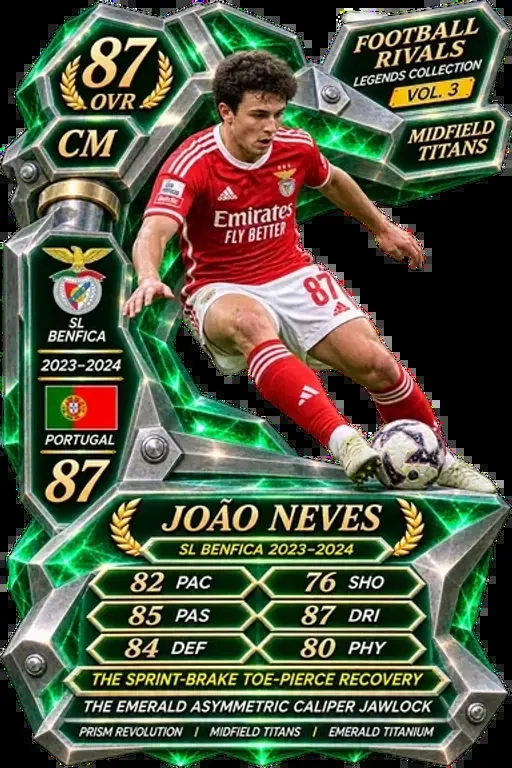 87
OVR
CM
FOOTBALL
RIVALS
LEGENDS COLLECTION
VOL. 3
MIDFIELD
TITANS
Emirates
FLY BETTER
87
SL
BENFICA
2023–2024
PORTUGAL
87
JOÃO NEVES
SL BENFICA 2023–2024
82 PAC 76 SHO
85 PAS 87 DRI
84 DEF 80 PHY
THE SPRINT-BRAKE TOE-PIERCE RECOVERY
THE EMERALD ASYMMETRIC CALIPER JAWLOCK
PRISM REVOLUTION | MIDFIELD TITANS | EMERALD TITANIUM